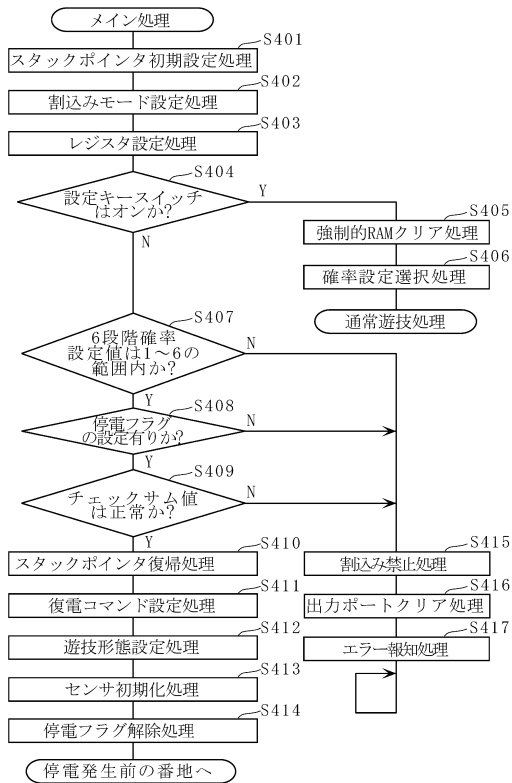 メイン処理
S401
スタックポインタ初期設定処理
S402
割込みモード設定処理
S403
レジスタ設定処理
S404
設定キースイッチ
はオンか?
Y
N
S405
強制的RAMクリア処理
S406
確率設定選択処理
通常遊技処理
S407
6段階確率
設定値は1〜6の
範囲内か?
N
Y
S408
停電フラグ
の設定有りか?
N
Y
S409
チェックサム値
は正常か?
N
Y
S410
スタックポインタ復帰処理
S411
復電コマンド設定処理
S412
遊技形態設定処理
S413
センサ初期化処理
S414
停電フラグ解除処理
停電発生前の番地へ
S415
割込み禁止処理
S416
出力ポートクリア処理
S417
エラー報知処理